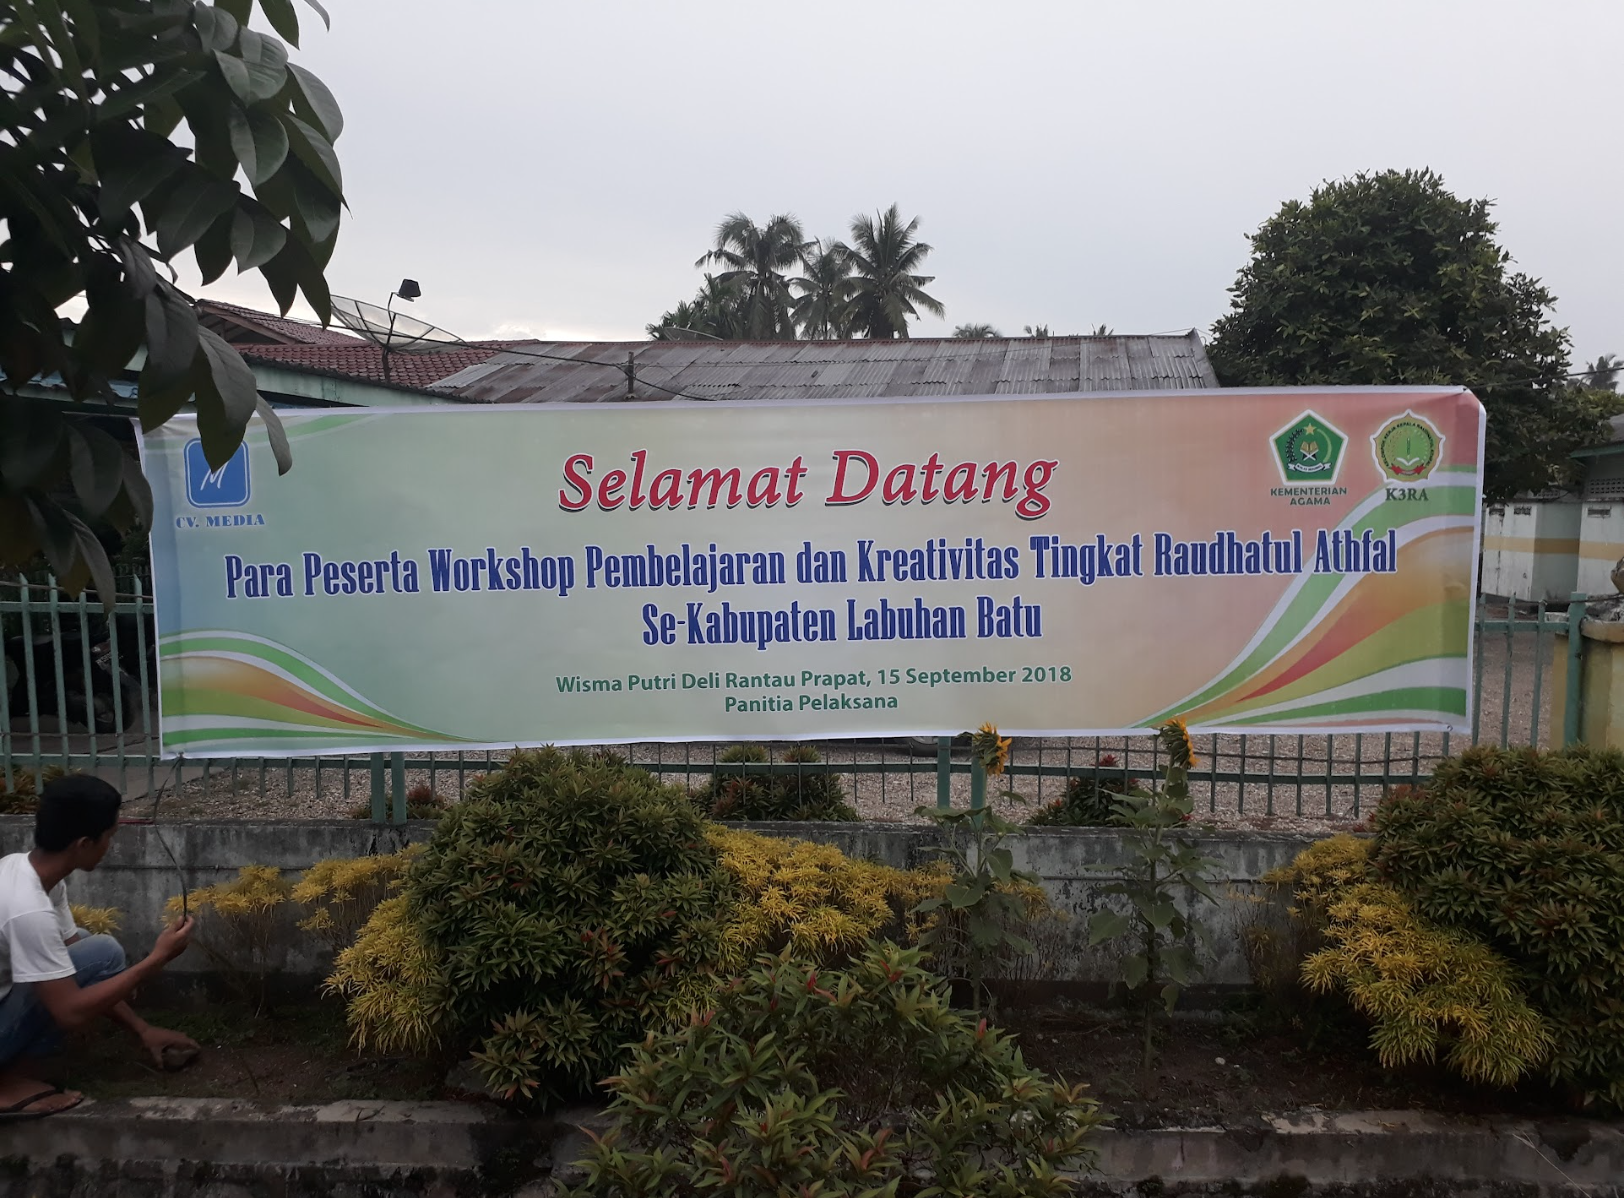 Selamat Datang
Para Peserta Workshop Pembelajaran dan Kreativitas Tingkat Raudhatul Athfal
Se-Kabupaten Labuhan Batu
Wisma Putri Deli Rantau Prapat, 15 September 2018
Panitia Pelaksana
M
CV. MEDIA
KEMENTERIAN
AGAMA
K3RA